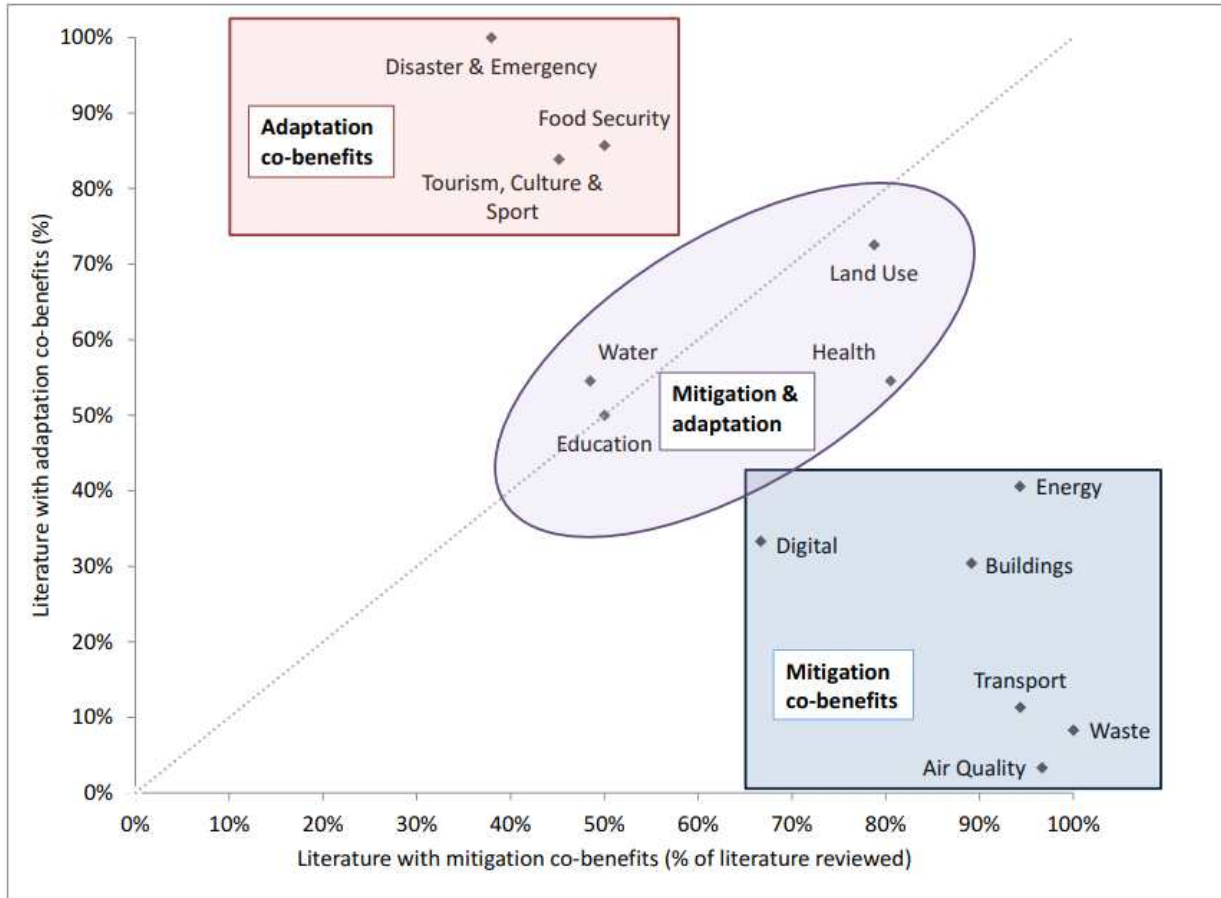 Literature with adaptation co-benefits (%)
100%
90%
80%
70%
60%
50%
40%
30%
20%
10%
0%
Disaster & Emergency
Adaptation
co-benefits
Food Security
Tourism, Culture &
Sport
Land Use
Water
Health
Mitigation &
adaptation
Education
Energy
Digital
Buildings
Mitigation
co-benefits
Transport
Waste
Air Quality
0% 10% 20% 30% 40% 50% 60% 70% 80% 90% 100%
Literature with mitigation co-benefits (% of literature reviewed)